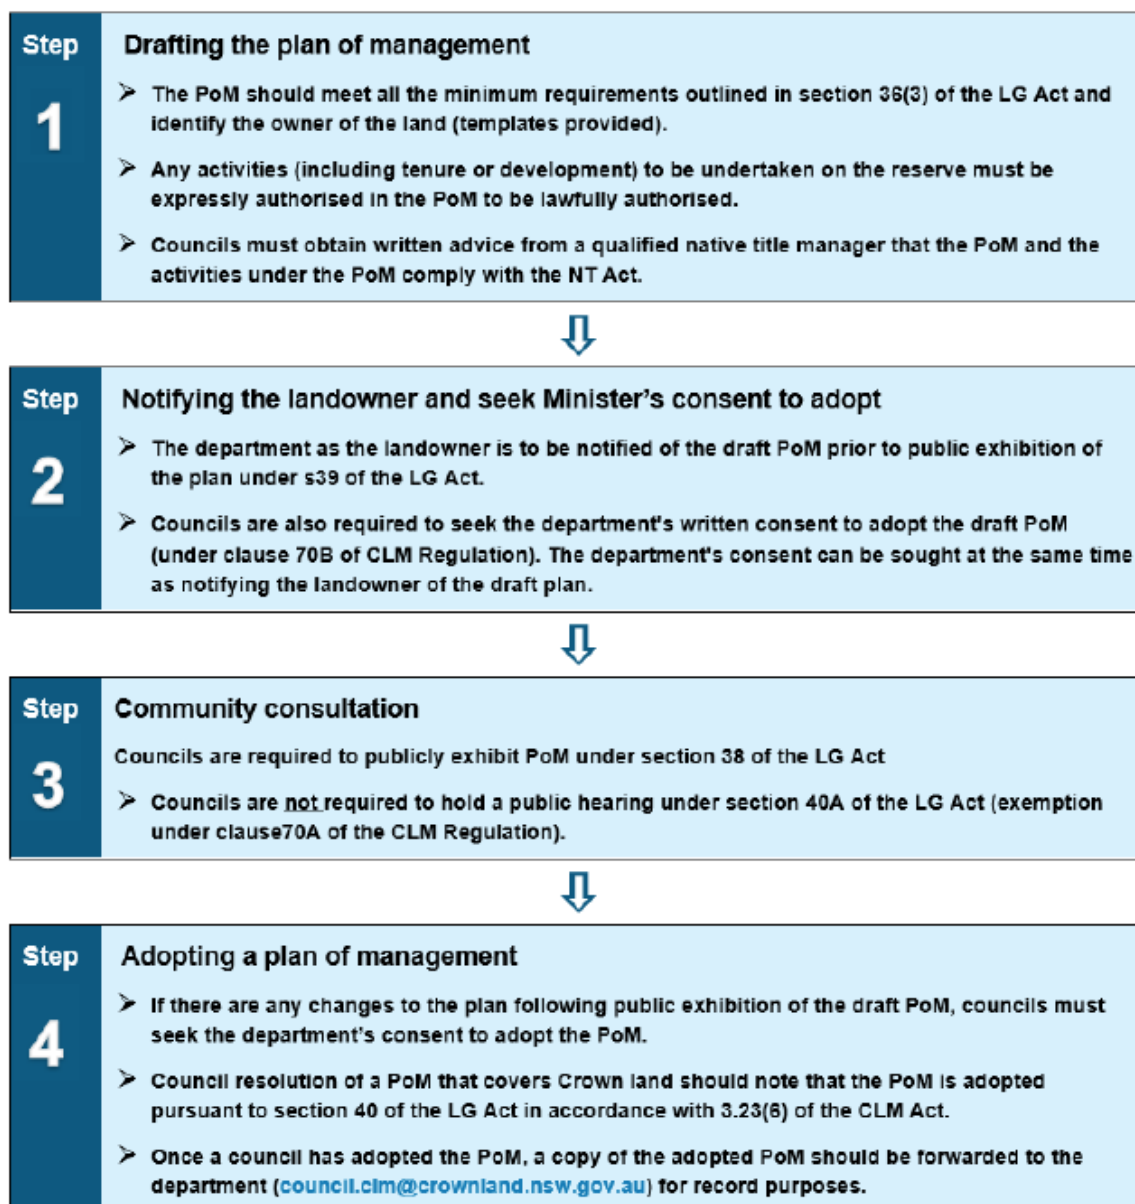 Step
1
Drafting the plan of management
➢ The PoM should meet all the minimum requirements outlined in section 36(3) of the LG Act and
identify the owner of the land (templates provided).
➢ Any activities (including tenure or development) to be undertaken on the reserve must be
expressly authorised in the PoM to be lawfully authorised.
➢ Councils must obtain written advice from a qualified native title manager that the PoM and the
activities under the PoM comply with the NT Act.
Step
2
Notifying the landowner and seek Minister's consent to adopt
➢ The department as the landowner is to be notified of the draft PoM prior to public exhibition of
the plan under s39 of the LG Act.
➢ Councils are also required to seek the department's written consent to adopt the draft PoM
(under clause 70B of CLM Regulation). The department's consent can be sought at the same time
as notifying the landowner of the draft plan.
Step
3
Community consultation
Councils are required to publicly exhibit PoM under section 38 of the LG Act
➢ Councils are not required to hold a public hearing under section 40A of the LG Act (exemption
under clause70A of the CLM Regulation).
Step
4
Adopting a plan of management
➢ If there are any changes to the plan following public exhibition of the draft PoM, councils must
seek the department's consent to adopt the PoM.
➢ Council resolution of a PoM that covers Crown land should note that the PoM is adopted
pursuant to section 40 of the LG Act in accordance with 3.23(6) of the CLM Act.
➢ Once a council has adopted the PoM, a copy of the adopted PoM should be forwarded to the
department (council.clm@crownland.nsw.gov.au) for record purposes.